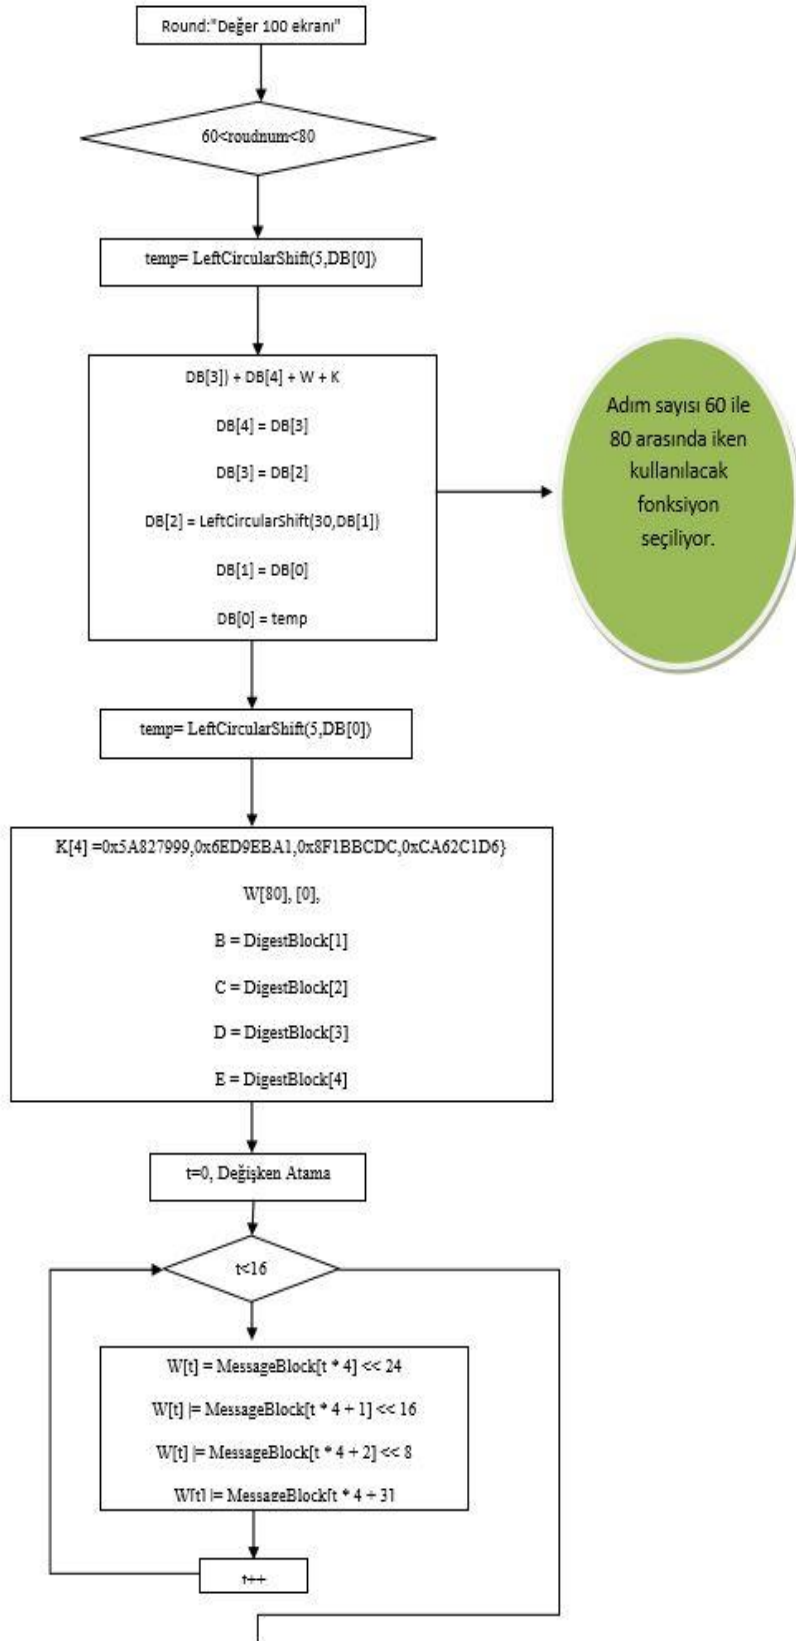 Round:"Değer 100 ekranı"
60<roudnum<80
temp= LeftCircularShift(5,DB[0])
DB[3]) + DB[4] + W + K
DB[4] = DB[3]
DB[3] = DB[2]
DB[2] = LeftCircularShift(30,DB[1])
DB[1] = DB[0]
DB[0] = temp
Adım sayısı 60 ile
80 arasında iken
kullanılacak
fonksiyon
seçiliyor.
temp= LeftCircularShift(5,DB[0])
K[4] =0x5A827999,0x6ED9EBA1,0x8F1BBCDC,0xCA62C1D6}
W[80], [0],
B = DigestBlock[1]
C = DigestBlock[2]
D = DigestBlock[3]
E = DigestBlock[4]
t=0, Değişken Atama
t<16
W[t] = MessageBlock[t * 4] << 24
W[t] |= MessageBlock[t * 4 + 1] << 16
W[t] |= MessageBlock[t * 4 + 2] << 8
W[t] |= MessageBlock[t * 4 + 3]
t++